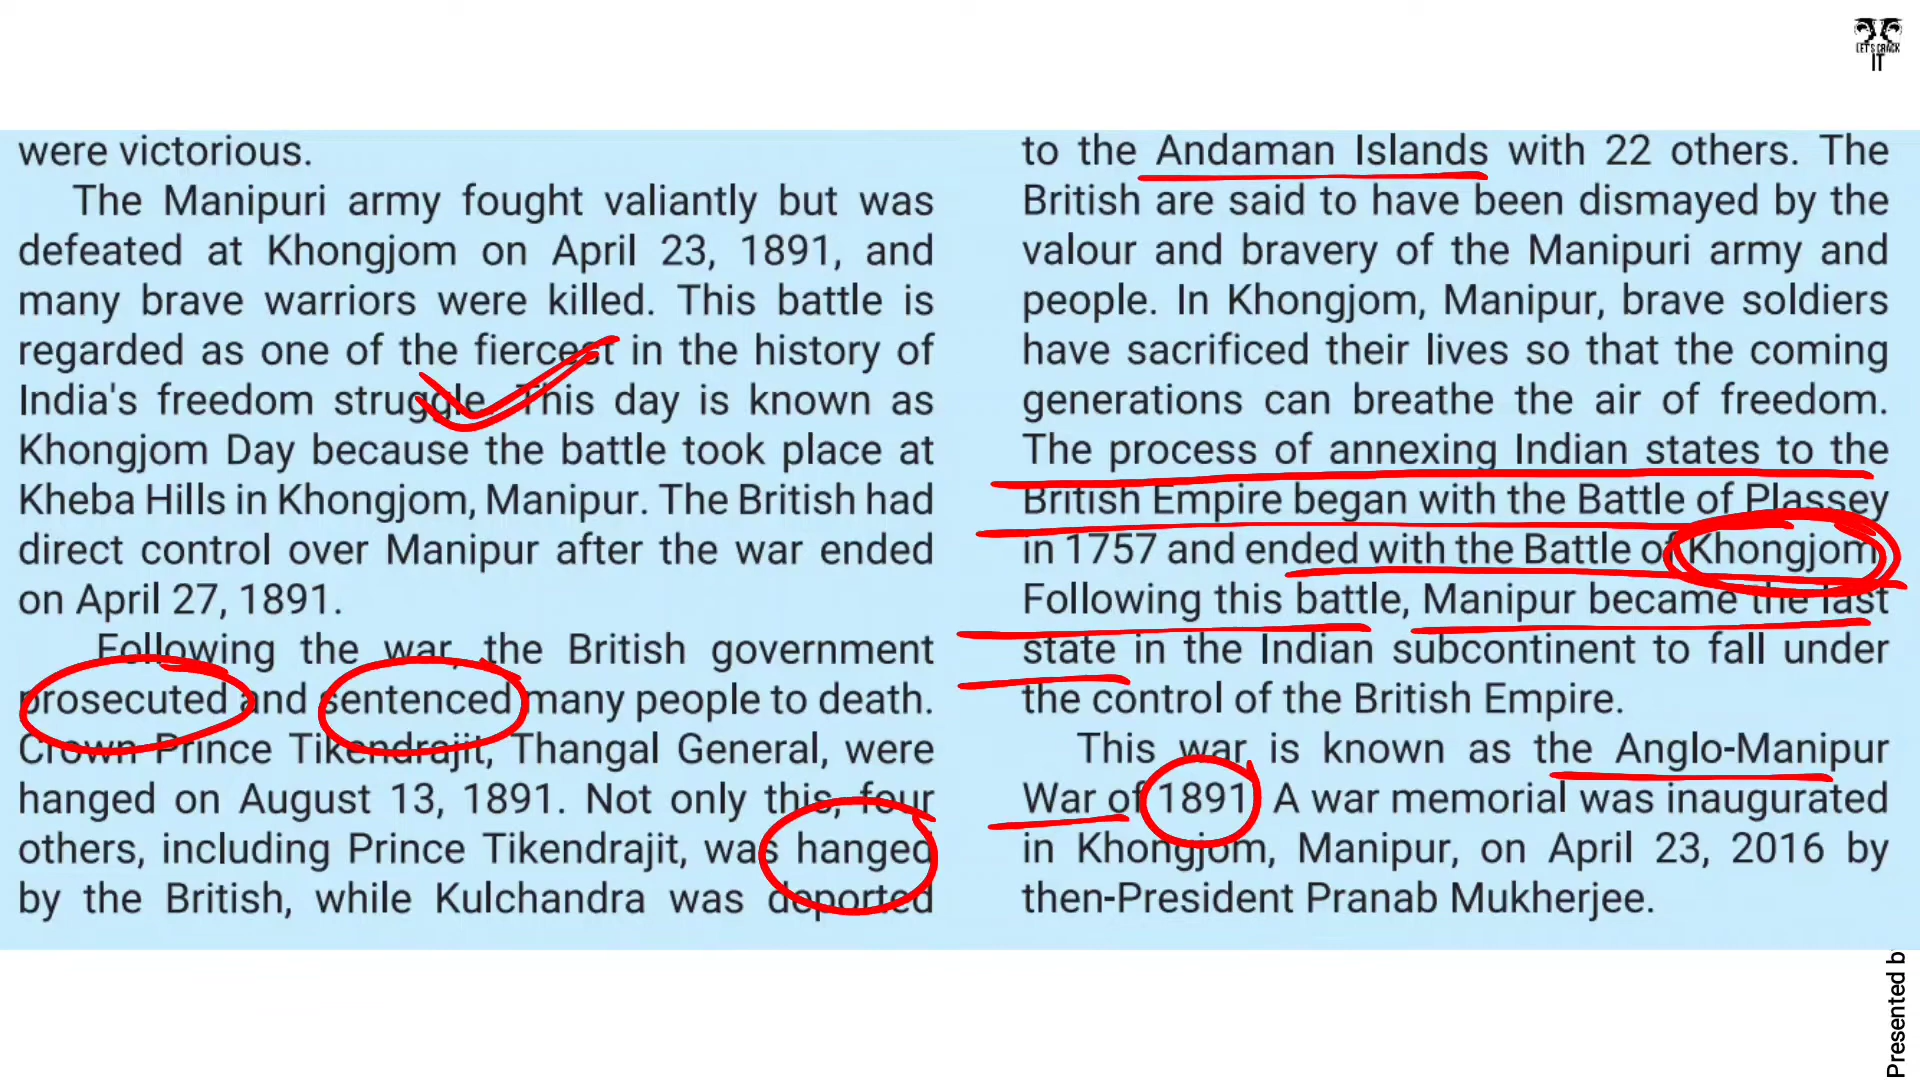 LET'S CRACK
IT
were victorious.
The Manipuri army fought valiantly but was
defeated at Khongjom on April 23, 1891, and
many brave warriors were killed. This battle is
regarded as one of the fiercest in the history of
India's freedom struggle. This day is known as
Khongjom Day because the battle took place at
Kheba Hills in Khongjom, Manipur. The British had
direct control over Manipur after the war ended
on April 27, 1891.
Following the war, the British government
prosecuted and sentenced many people to death.
Crown Prince Tikendrajit, Thangal General, were
hanged on August 13, 1891. Not only this, four
others, including Prince Tikendrajit, was hanged
by the British, while Kulchandra was deported
to the Andaman Islands with 22 others. The
British are said to have been dismayed by the
valour and bravery of the Manipuri army and
people. In Khongjom, Manipur, brave soldiers
have sacrificed their lives so that the coming
generations can breathe the air of freedom.
The process of annexing Indian states to the
British Empire began with the Battle of Plassey
in 1757 and ended with the Battle of Khongjom
Following this battle, Manipur became the last
state in the Indian subcontinent to fall under
the control of the British Empire.
This war is known as the Anglo-Manipur
War of 1891 A war memorial was inaugurated
in Khongjom, Manipur, on April 23, 2016 by
then-President Pranab Mukherjee.
Presented b